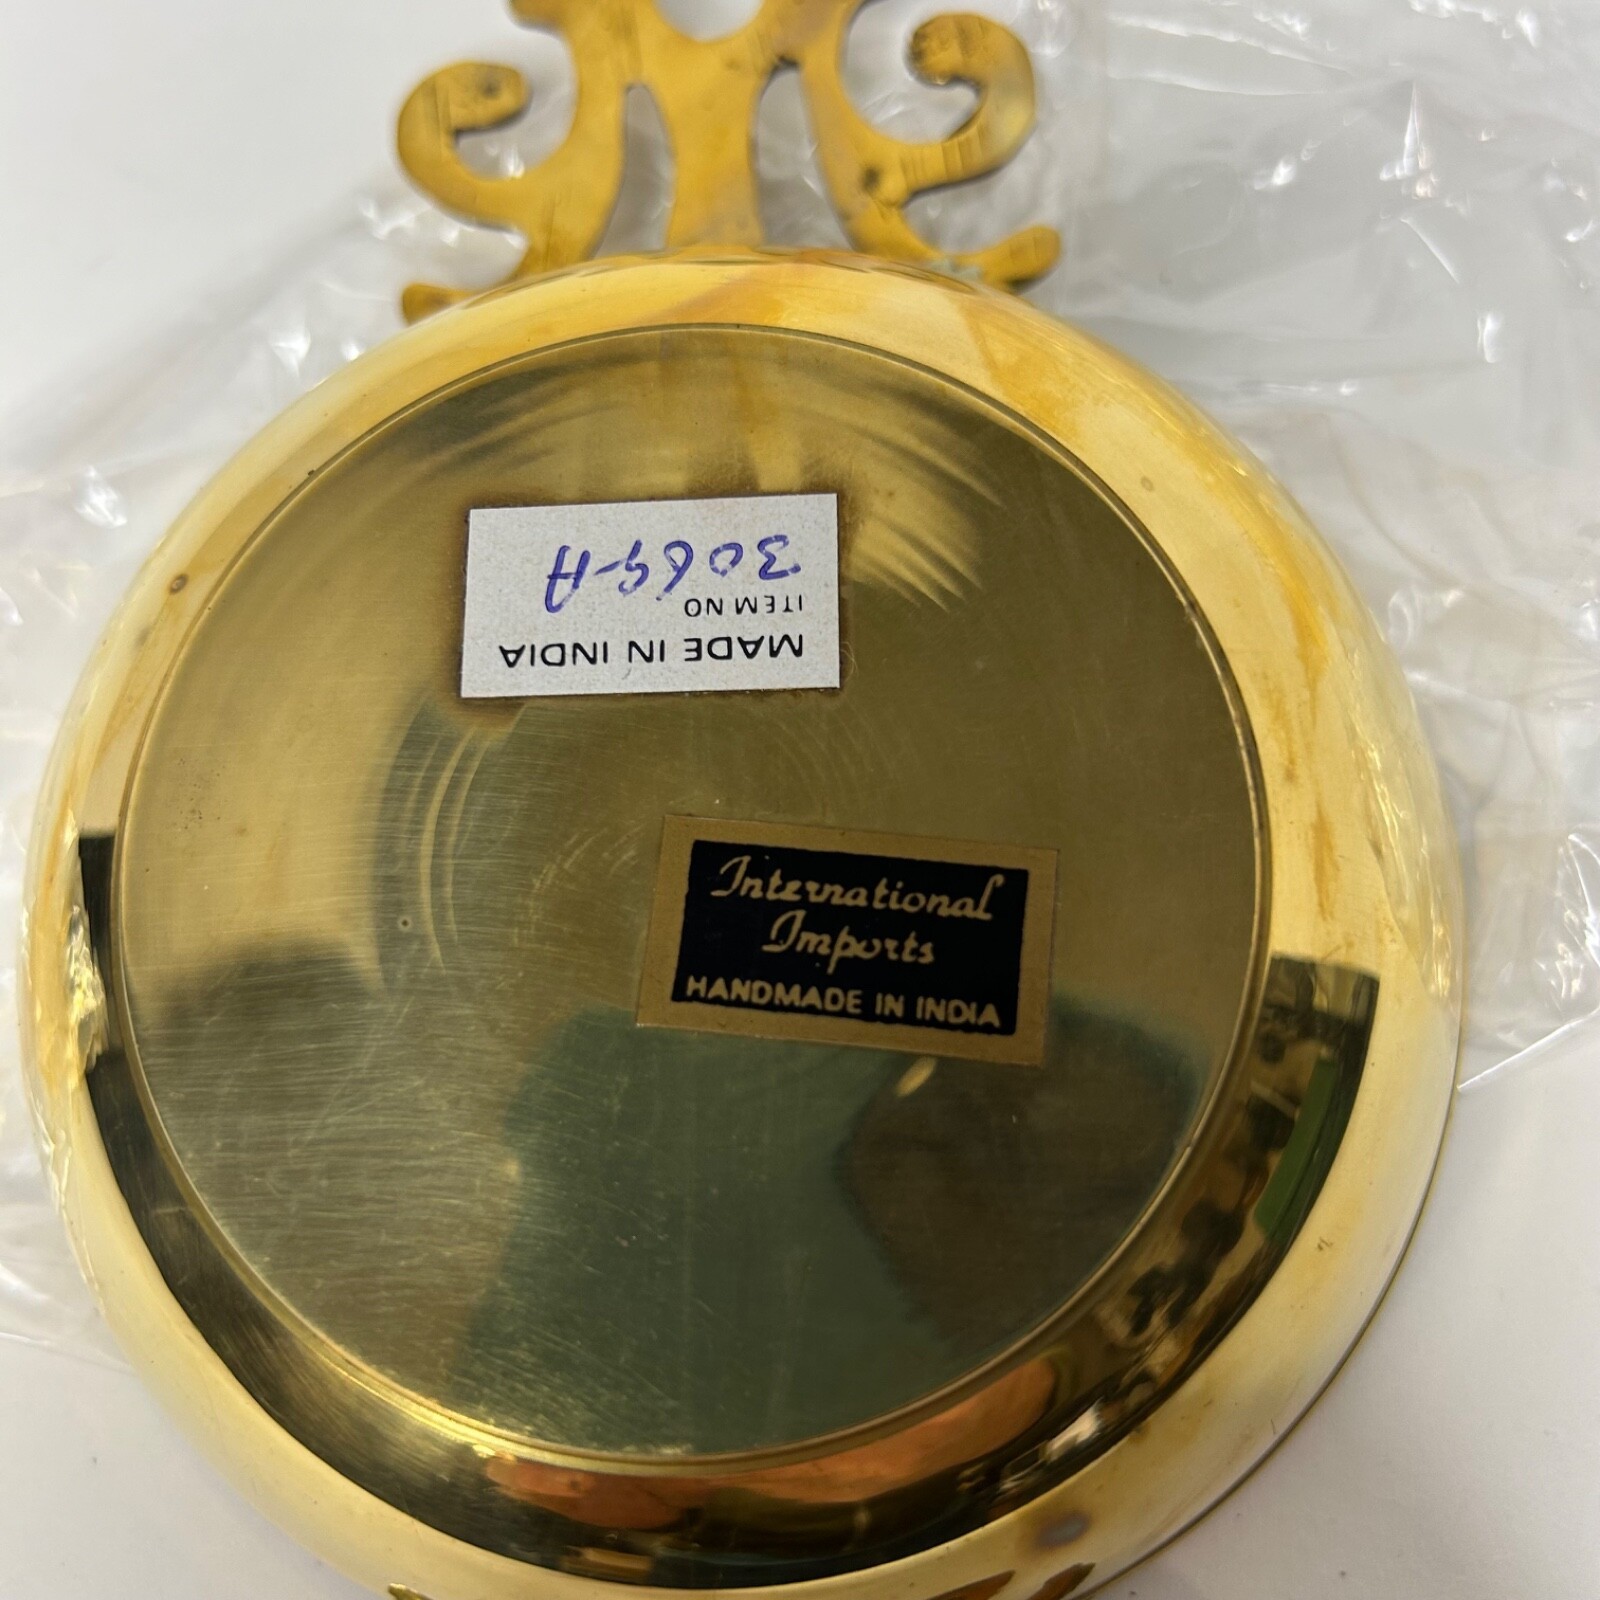 MADE IN INDIA
ITEM NO
3069-A
International
Imports
HANDMADE IN INDIA